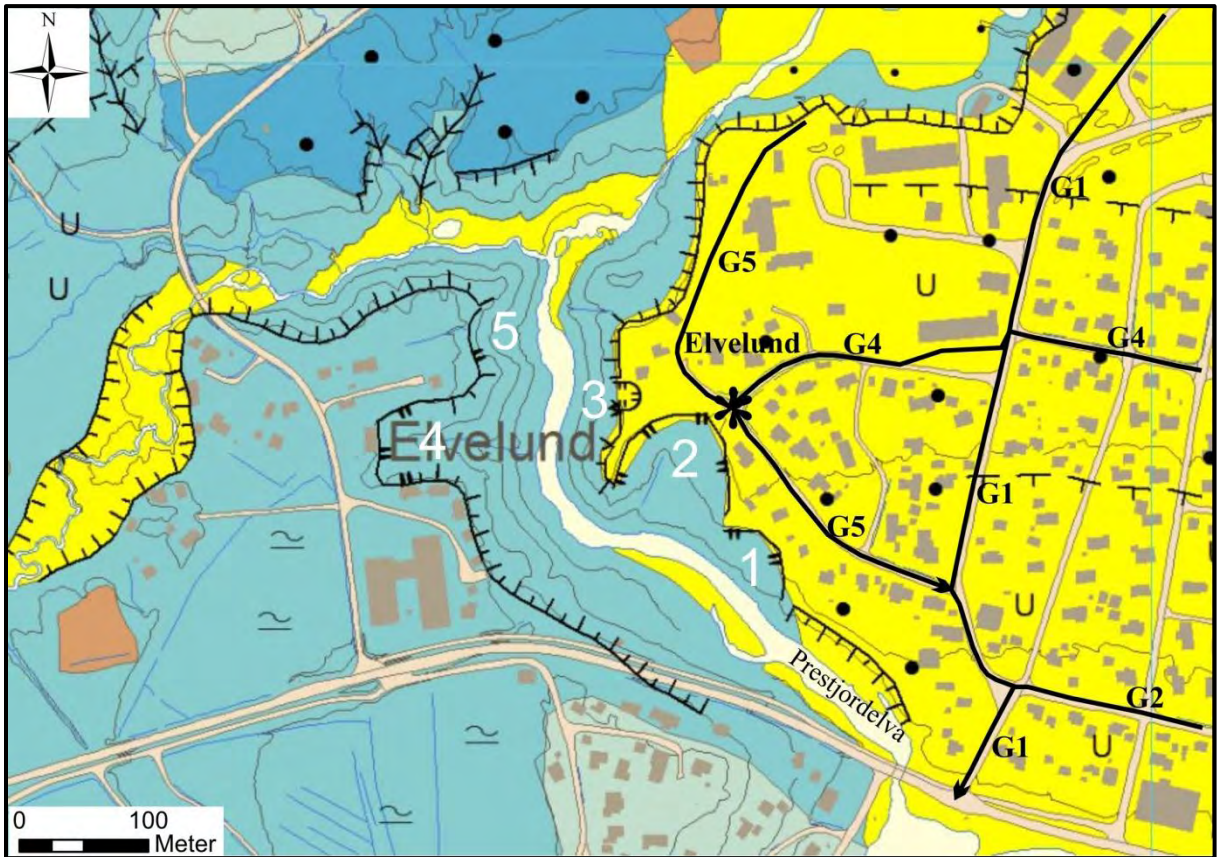 N
G1
U
G5
U
U
5
Elvelund
G4
G4
3
4
Elvelund
2
G1
G5
1
U
Prestjordelva
G2
G1
U
0 100
Meter